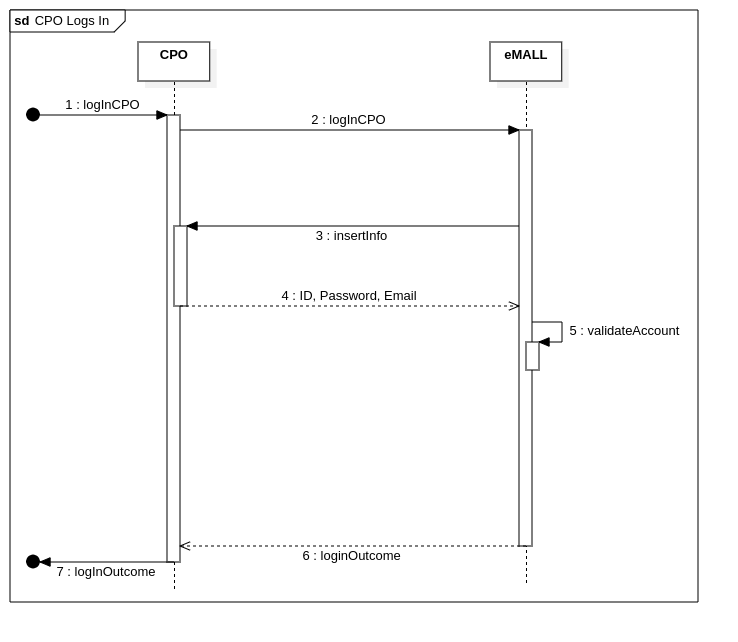 sd CPO Logs In
CPO
eMALL
1 : logInCPO
2 : logInCPO
3 : insertInfo
4 : ID, Password, Email
5 : validateAccount
6 : loginOutcome
7 : logInOutcome